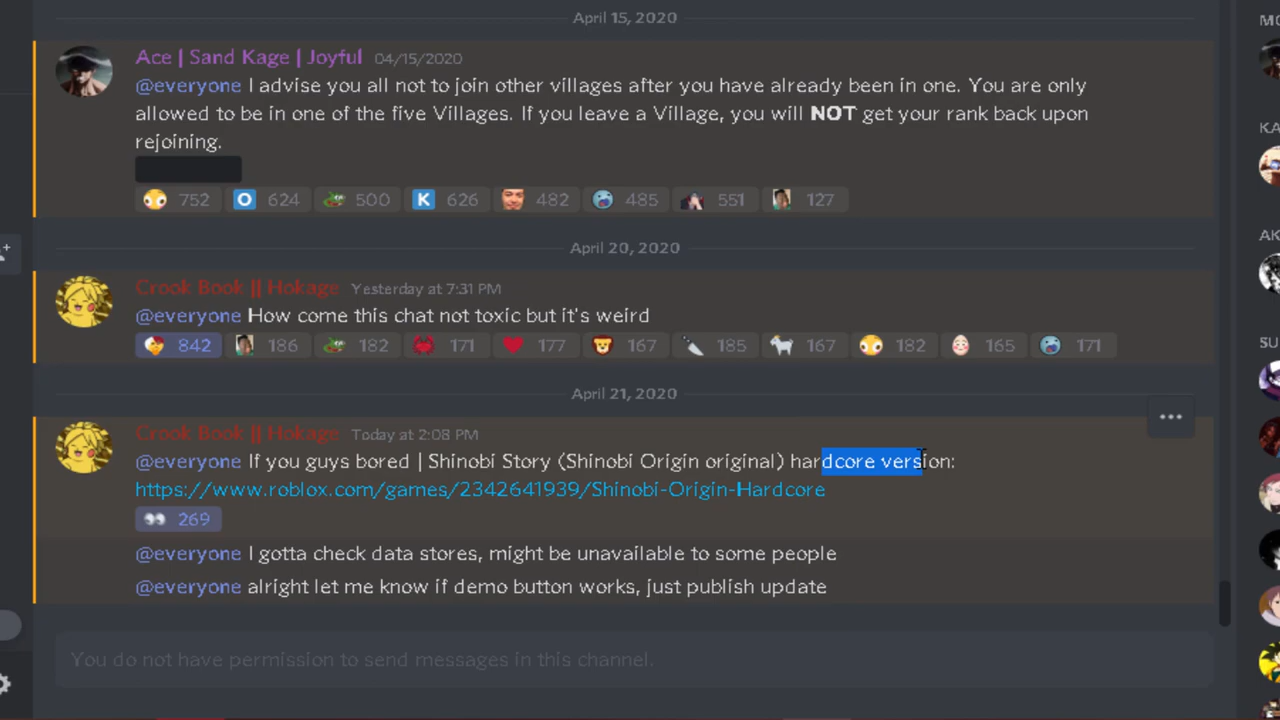 April 15, 2020
MO
Ace | Sand Kage | Joyful 04/15/2020
@everyone I advise you all not to join other villages after you have already been in one. You are only
allowed to be in one of the five Villages. If you leave a Village, you will NOT get your rank back upon
rejoining.
752 O 624 500 K 626 482 485 551 127
KA
April 20, 2020
AK
Crook Book || Hokage Yesterday at 7:31 PM
@everyone How come this chat not toxic but it's weird
842 186 182 171 177 167 185 167 182 165 171
SU
April 21, 2020
Crook Book || Hokage Today at 2:08 PM
@everyone If you guys bored | Shinobi Story (Shinobi Origin original) hardcore version:
https://www.roblox.com/games/2342641939/Shinobi-Origin-Hardcore
269
@everyone I gotta check data stores, might be unavailable to some people
@everyone alright let me know if demo button works, just publish update
You do not have permission to send messages in this channel.